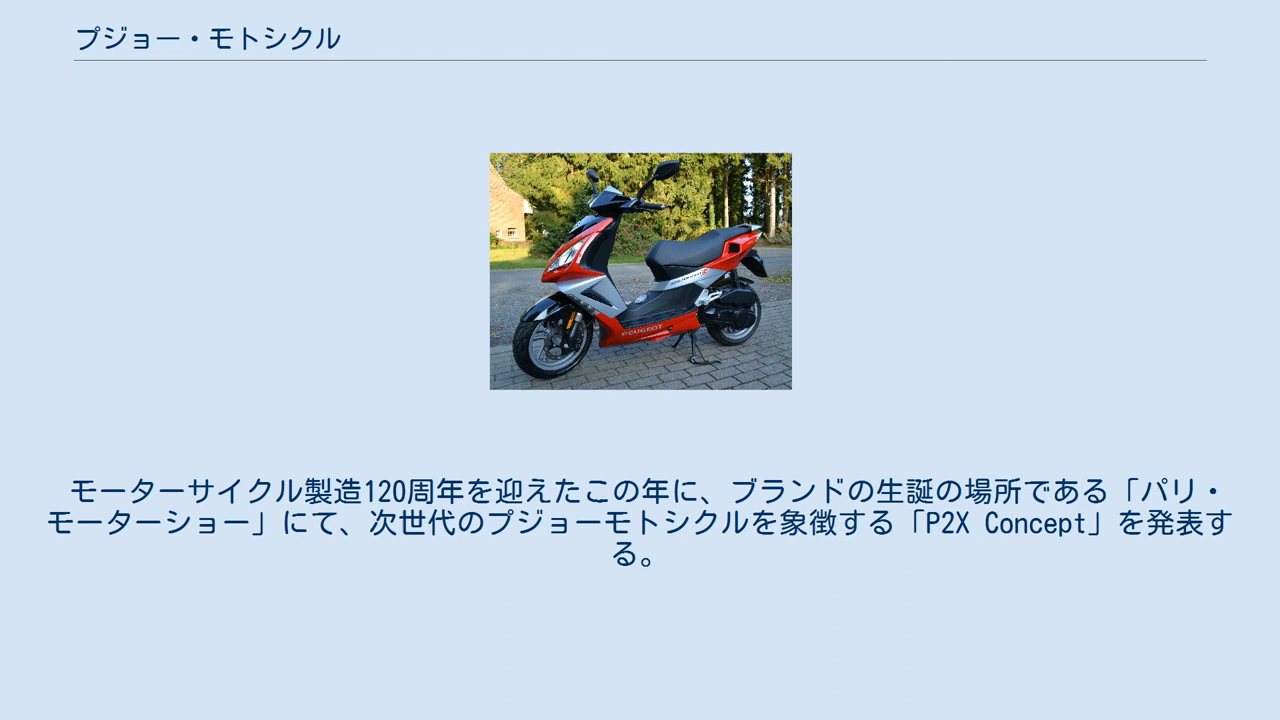 プジョー・モトシクル
PEUGEOT
モーターサイクル製造120周年を迎えたこの年に、ブランドの生誕の場所である「パリ・
モーターショー」にて、次世代のプジョーモトシクルを象徴する「P2X Concept」を発表す
る。